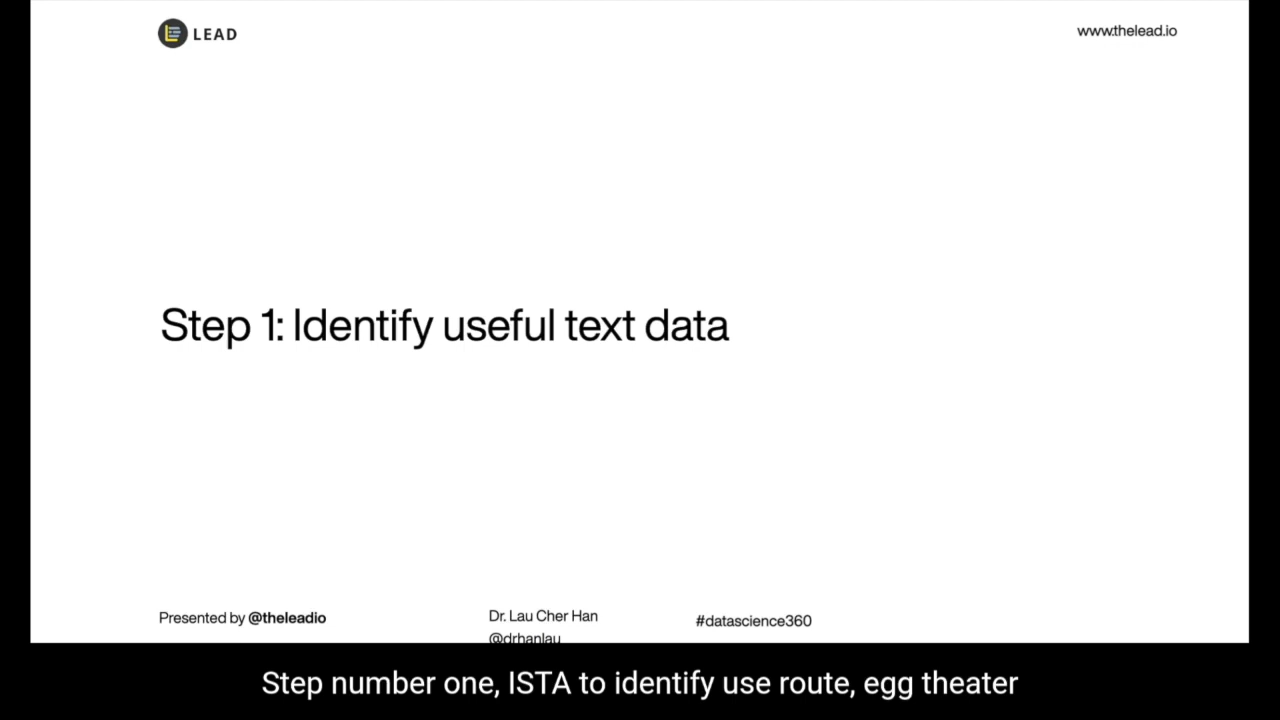 LEAD
www.thelead.io
Step 1: Identify useful text data
Presented by @theleadio
Dr. Lau Cher Han
@drhanlau
#datascience360
Step number one, ISTA to identify use route, egg theater